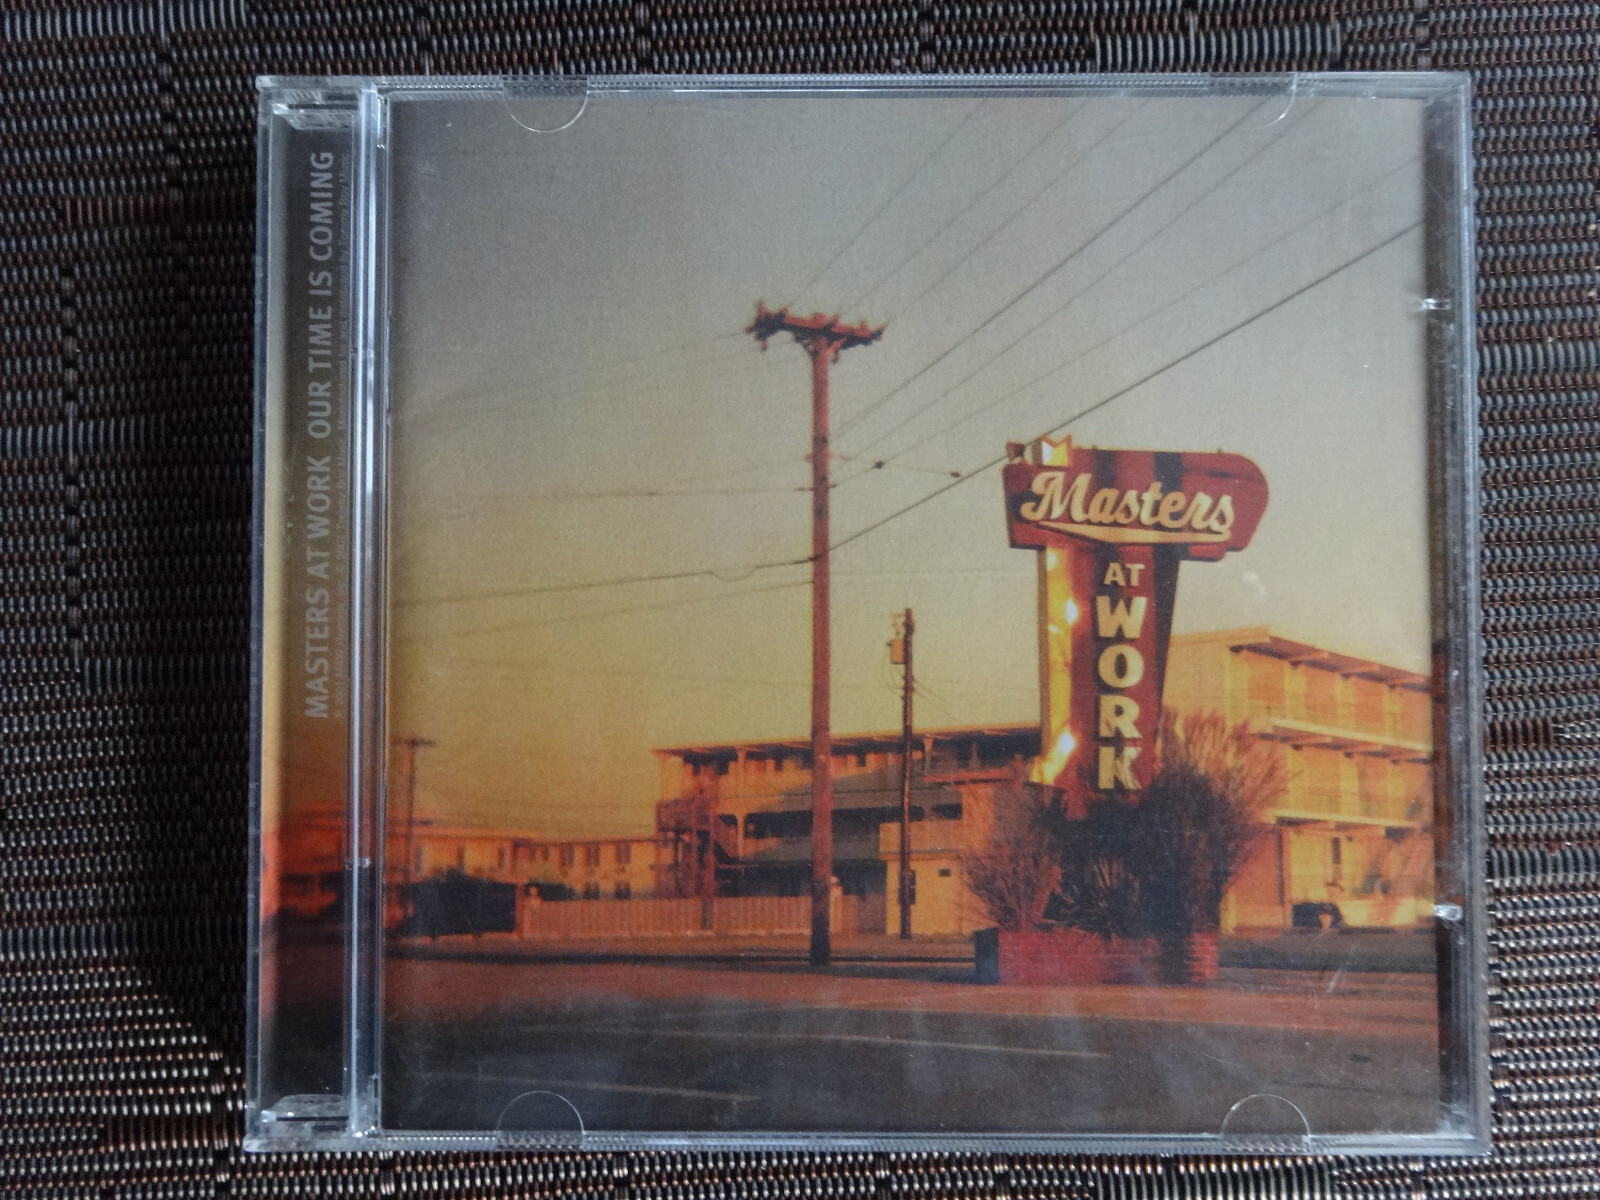 MASTERS AT WORK OUR TIME IS COMING
Masters
AT
WORK